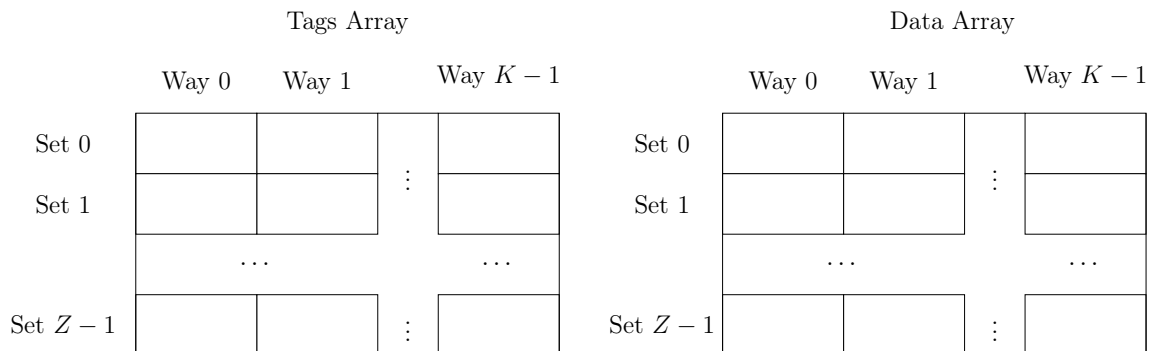 Tags Array
Data Array
Way 0 Way 1 Way K − 1
Way 0 Way 1 Way K − 1
Set 0
Set 0
⋮
⋮
Set 1
Set 1
... ...
... ...
Set Z − 1
⋮
Set Z − 1
⋮